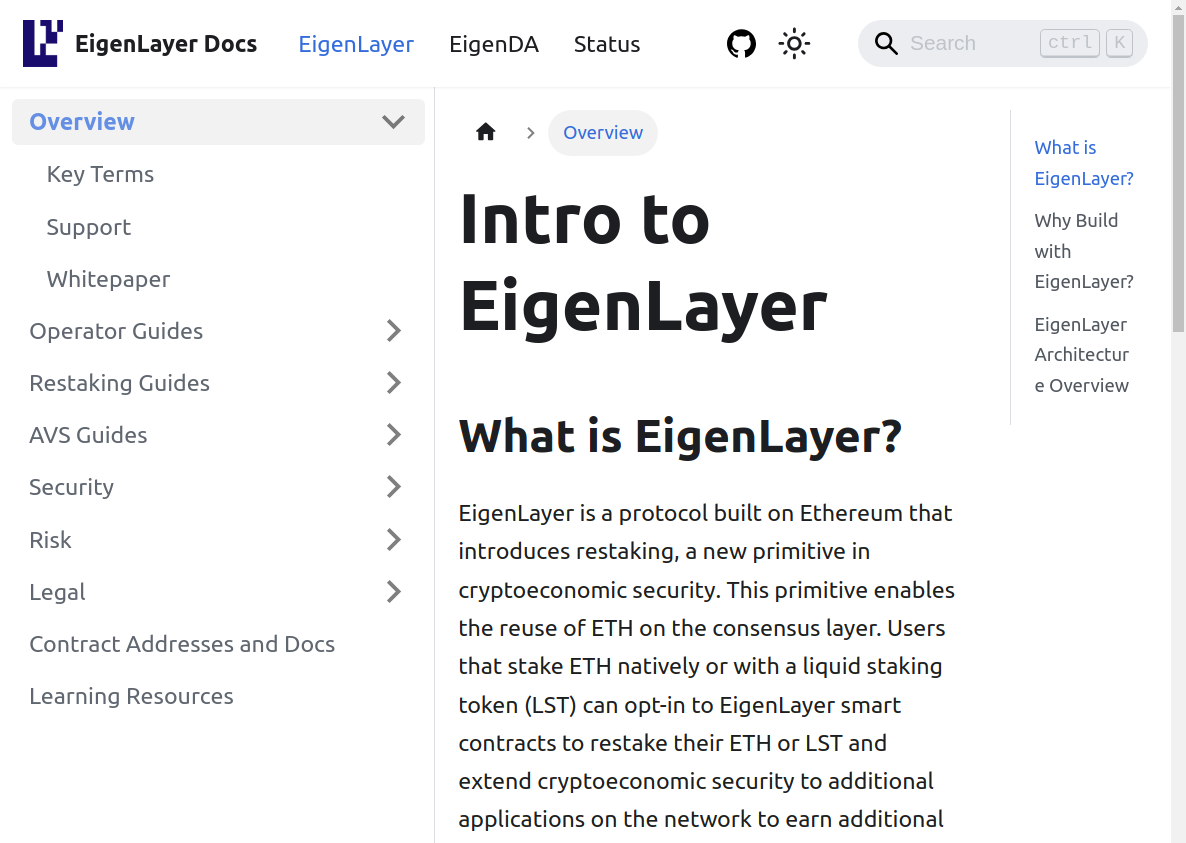 EigenLayer Docs
EigenLayer
EigenDA
Status
Search
ctrl
K
Overview
Key Terms
Support
Whitepaper
Operator Guides
Restaking Guides
AVS Guides
Security
Risk
Legal
Contract Addresses and Docs
Learning Resources
Overview
Intro to
EigenLayer
What is EigenLayer?
EigenLayer is a protocol built on Ethereum that
introduces restaking, a new primitive in
cryptoeconomic security. This primitive enables
the reuse of ETH on the consensus layer. Users
that stake ETH natively or with a liquid staking
token (LST) can opt-in to EigenLayer smart
contracts to restake their ETH or LST and
extend cryptoeconomic security to additional
applications on the network to earn additional
What is
EigenLayer?
Why Build
with
EigenLayer?
EigenLayer
Architectur
e Overview